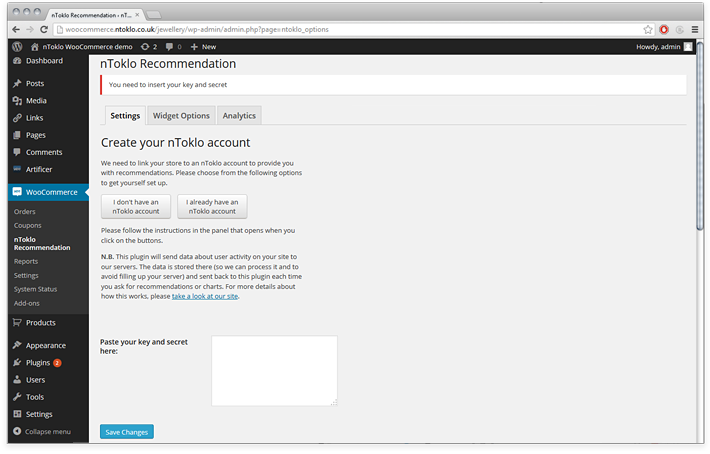 nToklo Recommendation ‹ nT...
woocommerce.ntoklo.co.uk/jewellery/wp-admin/admin.php?page=ntoklo_options
nToklo WooCommerce demo 2 0 + New Howdy, admin
Dashboard
Posts
Media
Links
Pages
Comments
Artificer
WooCommerce
Orders
Coupons
nToklo
Recommendation
Reports
Settings
System Status
Add-ons
Products
Appearance
Plugins 2
Users
Tools
Settings
Collapse menu
nToklo Recommendation
You need to insert your key and secret
Settings Widget Options Analytics
Create your nToklo account
We need to link your store to an nToklo account to provide you
with recommendations. Please choose from the following options
to get yourself set up.
I don't have an
nToklo account
I already have an
nToklo account
Please follow the instructions in the panel that opens when you
click on the buttons.
N.B. This plugin will send data about user activity on your site to
our servers. The data is stored there (so we can process it and to
avoid filling up your server) and sent back to this plugin each time
you ask for recommendations or charts. For more details about
how this works, please take a look at our site.
Paste your key and secret
here:
Save Changes